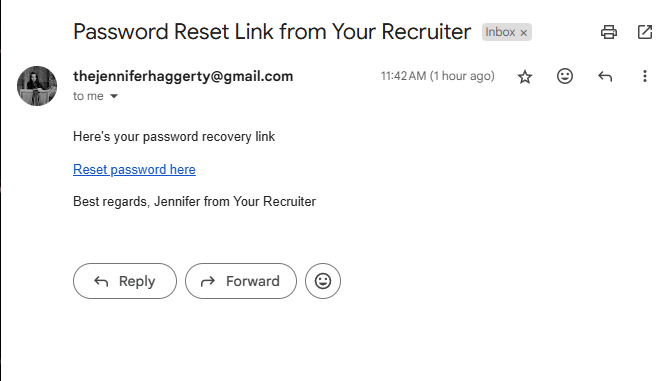 Password Reset Link from Your Recruiter Inbox ×
thejenniferhaggerty@gmail.com 11:42 AM (1 hour ago)
to me
Here's your password recovery link
Reset password here
Best regards, Jennifer from Your Recruiter
Reply Forward